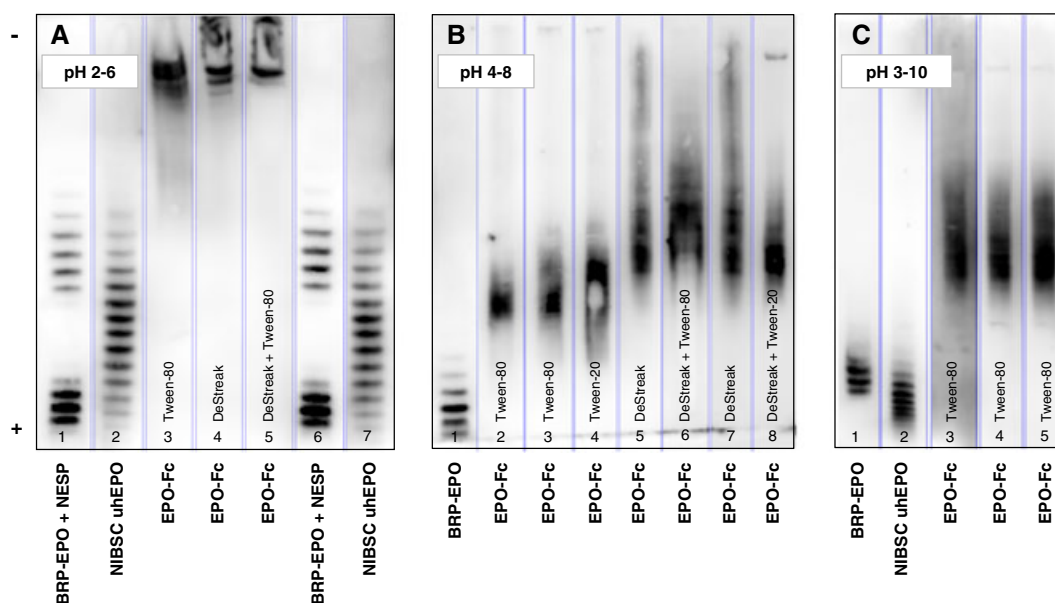 -
+
A
pH 2-6
Tween-80
DeStreak
DeStreak + Tween-80
1
2
3
4
5
6
7
BRP-EPO + NESP
NIBSC uhEPO
EPO-Fc
EPO-Fc
EPO-Fc
BRP-EPO + NESP
NIBSC uhEPO
B
pH 4-8
Tween-80
Tween-80
Tween-20
DeStreak
DeStreak + Tween-80
DeStreak
DeStreak + Tween-20
1
2
3
4
5
6
7
8
BRP-EPO
EPO-Fc
EPO-Fc
EPO-Fc
EPO-Fc
EPO-Fc
EPO-Fc
EPO-Fc
C
pH 3-10
Tween-80
Tween-80
Tween-80
1
2
3
4
5
BRP-EPO
NIBSC uhEPO
EPO-Fc
EPO-Fc
EPO-Fc